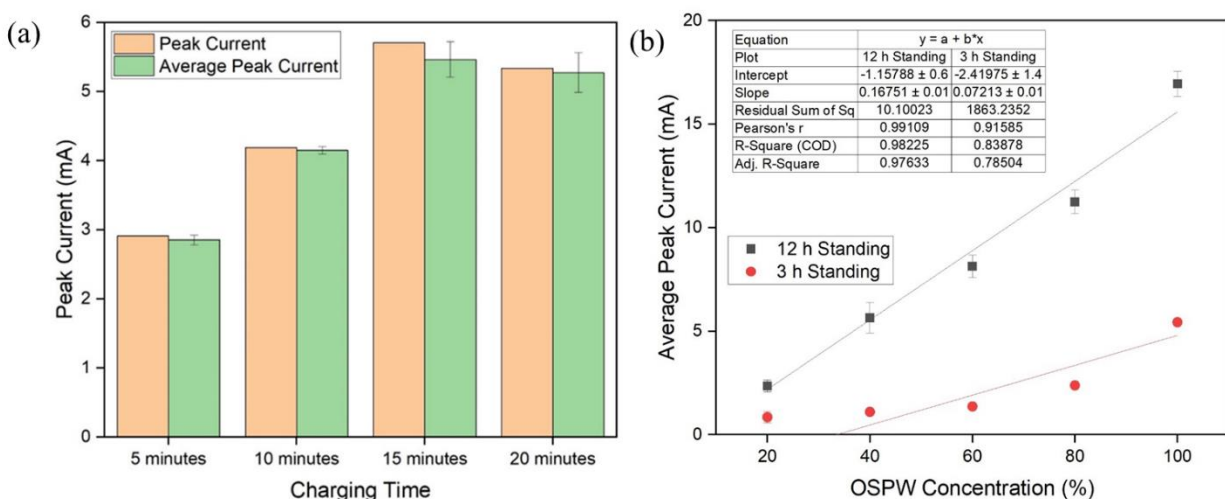 (a)
Peak Current (mA)
6
5
4
3
2
1
0
Peak Current
Average Peak Current
5 minutes 10 minutes 15 minutes 20 minutes
Charging Time
(b)
Average Peak Current (mA)
20
15
10
5
0
Equation y = a + b*x
Plot 12 h Standing 3 h Standing
Intercept -1.15788 ± 0.6 -2.41975 ± 1.4
Slope 0.16751 ± 0.01 0.07213 ± 0.01
Residual Sum of Sq 10.10023 1863.2352
Pearson's r 0.99109 0.91585
R-Square (COD) 0.98225 0.83878
Adj. R-Square 0.97633 0.78504
12 h Standing
3 h Standing
20 40 60 80 100
OSPW Concentration (%)